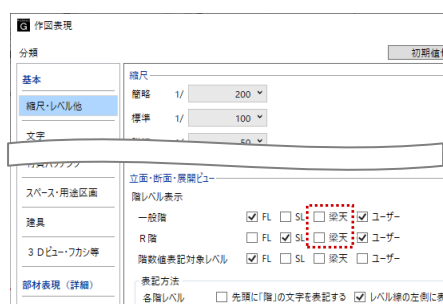 G 作図表現
分類
初期値
基本
縮尺・レベル他
文字
スペース・用途区画
建具
3 Dビュー・フカシ等
部材表現（詳細）
縮尺
簡略 1/ 200
標準 1/ 100
1/ 50
立面・断面・展開ビュー
階レベル表示
一般階 FL SL 梁天 ユーザー
R 階 FL SL 梁天 ユーザー
階数値表記対象レベル FL SL 梁天 ユーザー
表記方法
各階レベル 先頭に「階」の文字を表記する レベル線の左側に